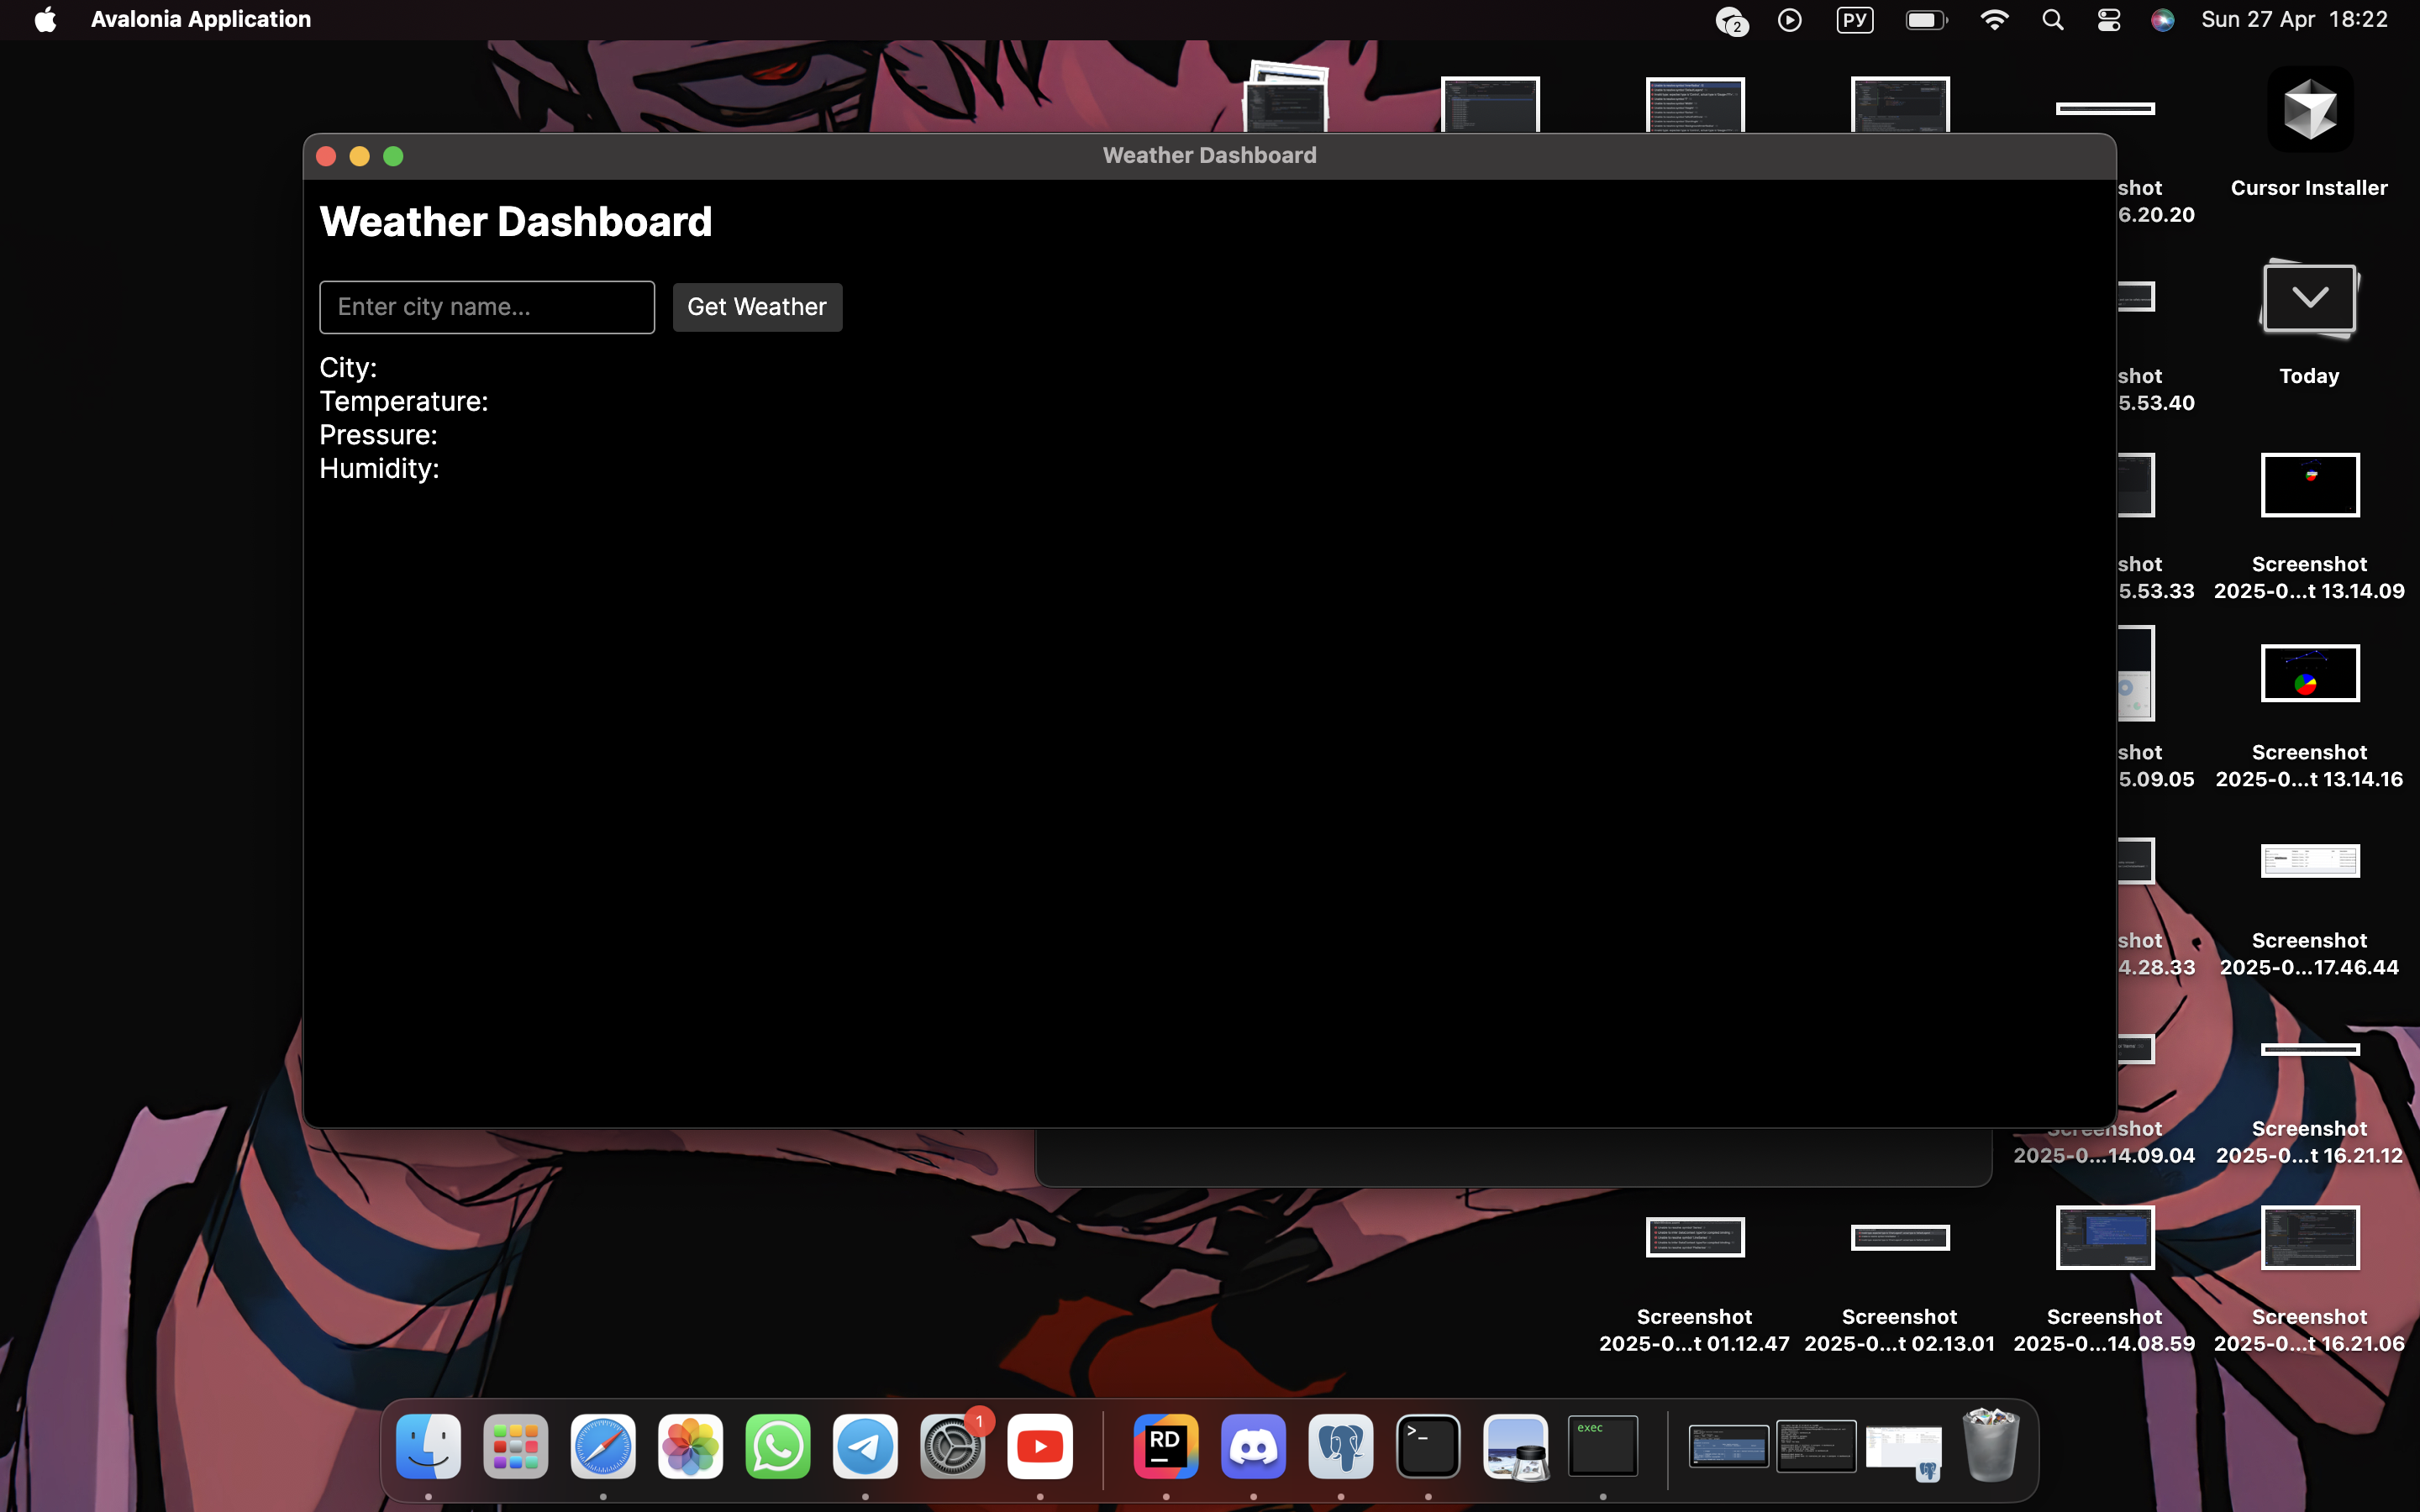 Avalonia Application
2
РУ
Sun 27 Apr 18:22
Weather Dashboard
Weather Dashboard
Enter city name...
Get Weather
City:
Temperature:
Pressure:
Humidity:
shot
6.20.20
Cursor Installer
shot
5.53.40
Today
shot
5.53.33
Screenshot
2025-0...t 13.14.09
shot
5.09.05
Screenshot
2025-0...t 13.14.16
shot
4.28.33
Screenshot
2025-0...17.46.44
Screenshot
2025-0...14.09.04
Screenshot
2025-0...t 16.21.12
Screenshot
2025-0...t 01.12.47
Screenshot
2025-0...t 02.13.01
Screenshot
2025-0...14.08.59
Screenshot
2025-0...t 16.21.06
1
RD
>_
exec